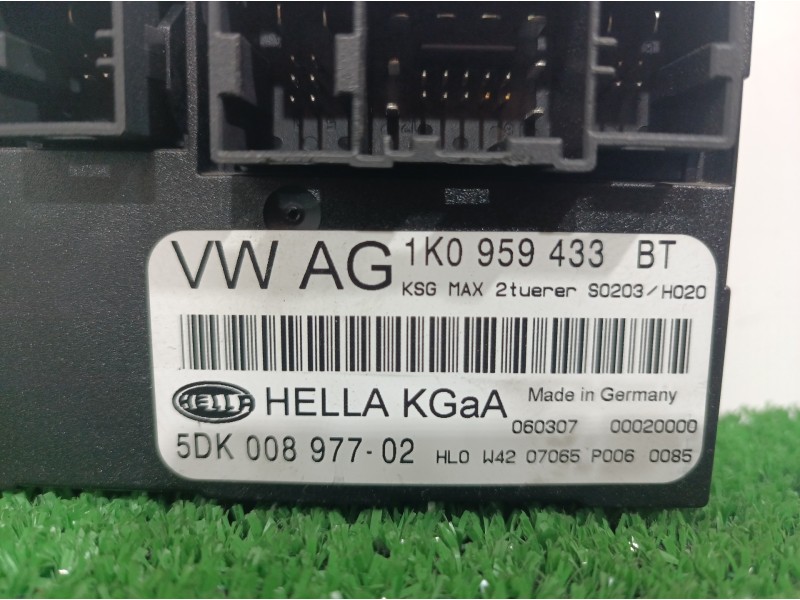 VW AG 1K0 959 433 BT
KSG MAX 2tuerer S0203/H020
HELLA HELLA KGaA Made in Germany
060307 00020000
5DK 008 977-02 HL0 W42 07065 P006 0085